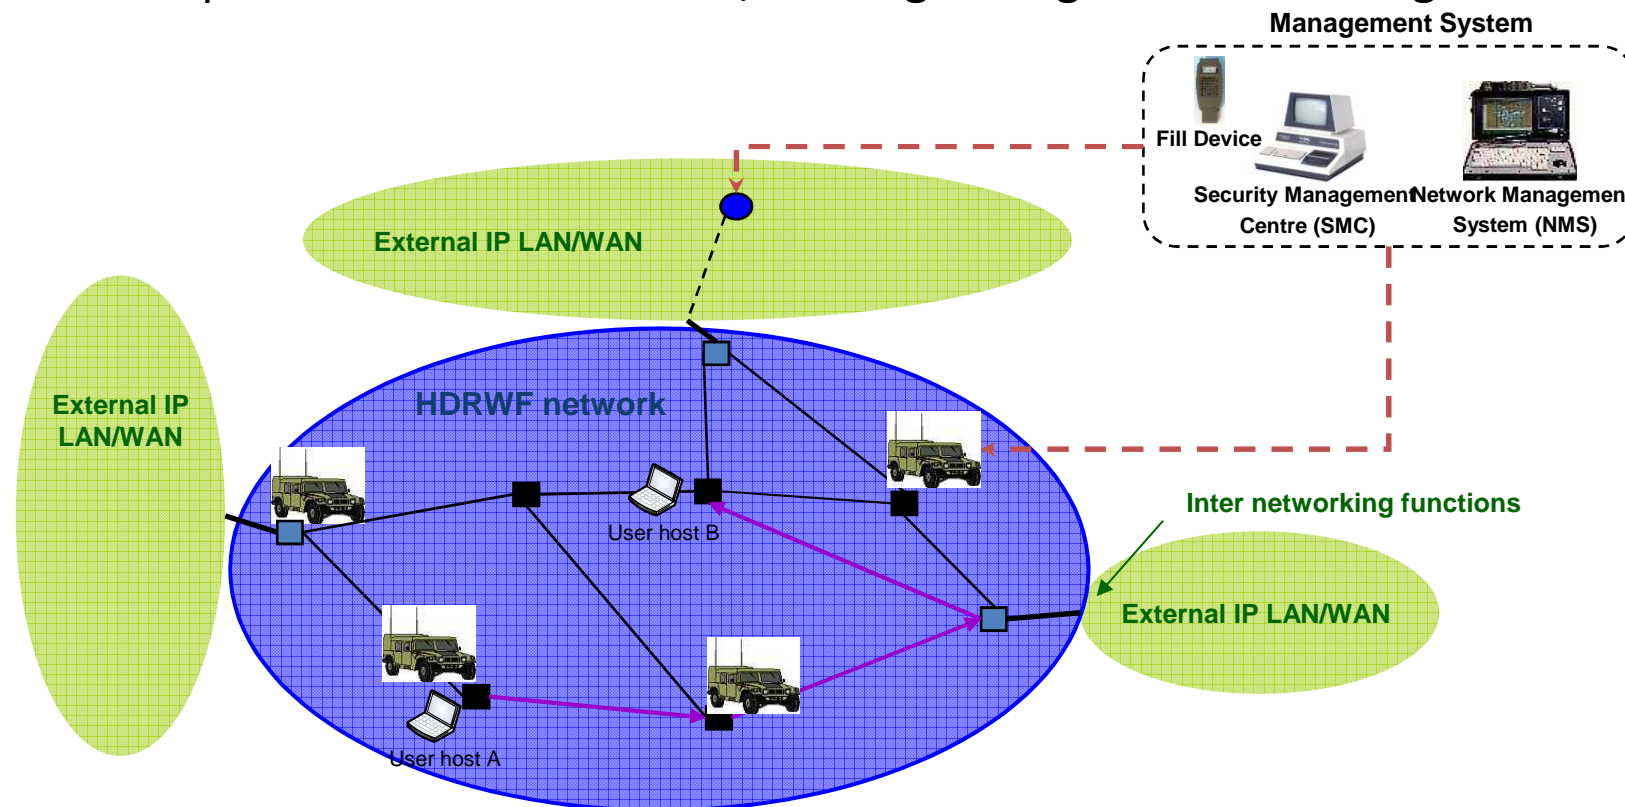 Management System
Fill Device
Security Management
Centre (SMC)
Network Managemen
System (NMS)
External IP LAN/WAN
External IP
LAN/WAN
HDRWF network
User host B
Inter networking functions
External IP LAN/WAN
User host A